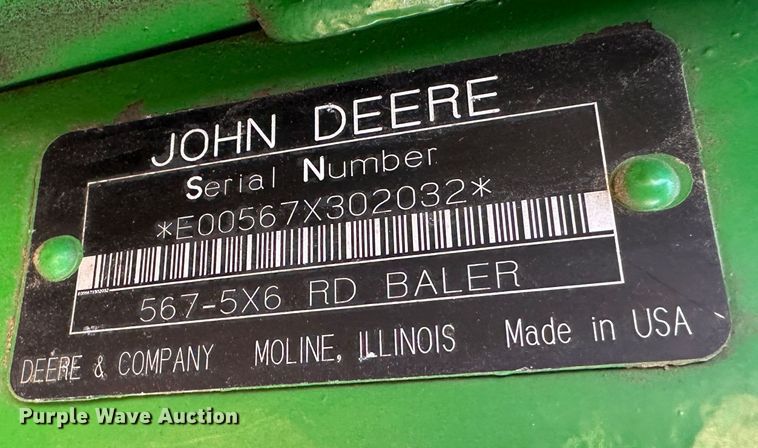 JOHN DEERE
Serial Number
*E00567X302032*
E00567X302032
567-5X6 RD BALER
DEERE & COMPANY MOLINE, ILLINOIS Made in USA
Purple Wave Auction